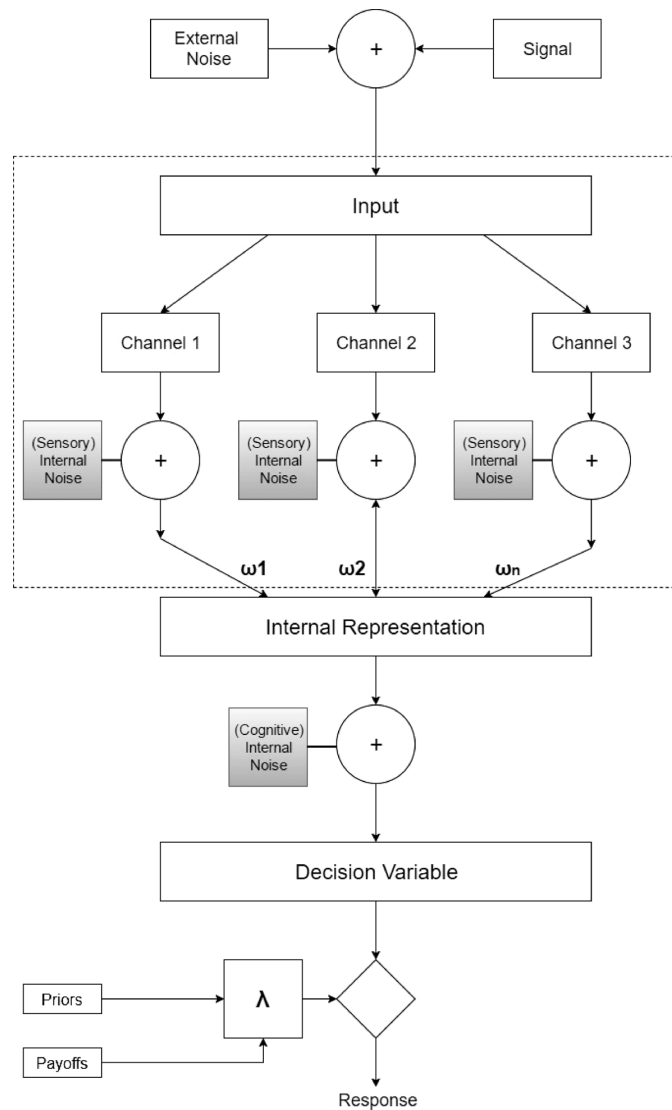 External
Noise
+
Signal
Input
Channel 1
Channel 2
Channel 3
(Sensory)
Internal
Noise
+
(Sensory)
Internal
Noise
+
(Sensory)
Internal
Noise
+
ω1
ω2
ωn
Internal Representation
(Cognitive)
Internal
Noise
+
Decision Variable
Priors
λ
Payoffs
Response